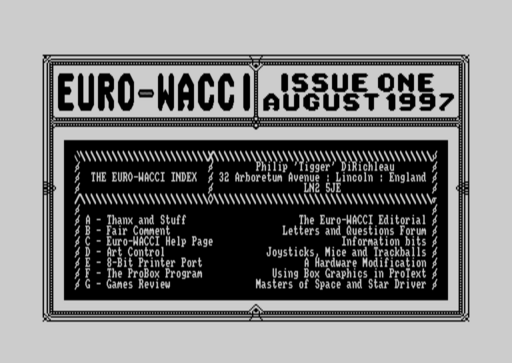 EURO-WACCI
ISSUE ONE
AUGUST 1997
THE EURO-WACCI INDEX
Philip 'Tigger' DiRichleau
32 Arboretum Avenue : Lincoln : England
LN2 5JE
A - Thanx and Stuff The Euro-WACCI Editorial
B - Fair Comment Letters and Questions Forum
C - Euro-WACCI Help Page Information bits
D - Art Control Joysticks, Mice and Trackballs
E - 8-Bit Printer Port A Hardware Modification
F - The ProBox Program Using Box Graphics in ProText
G - Games Review Masters of Space and Star Driver